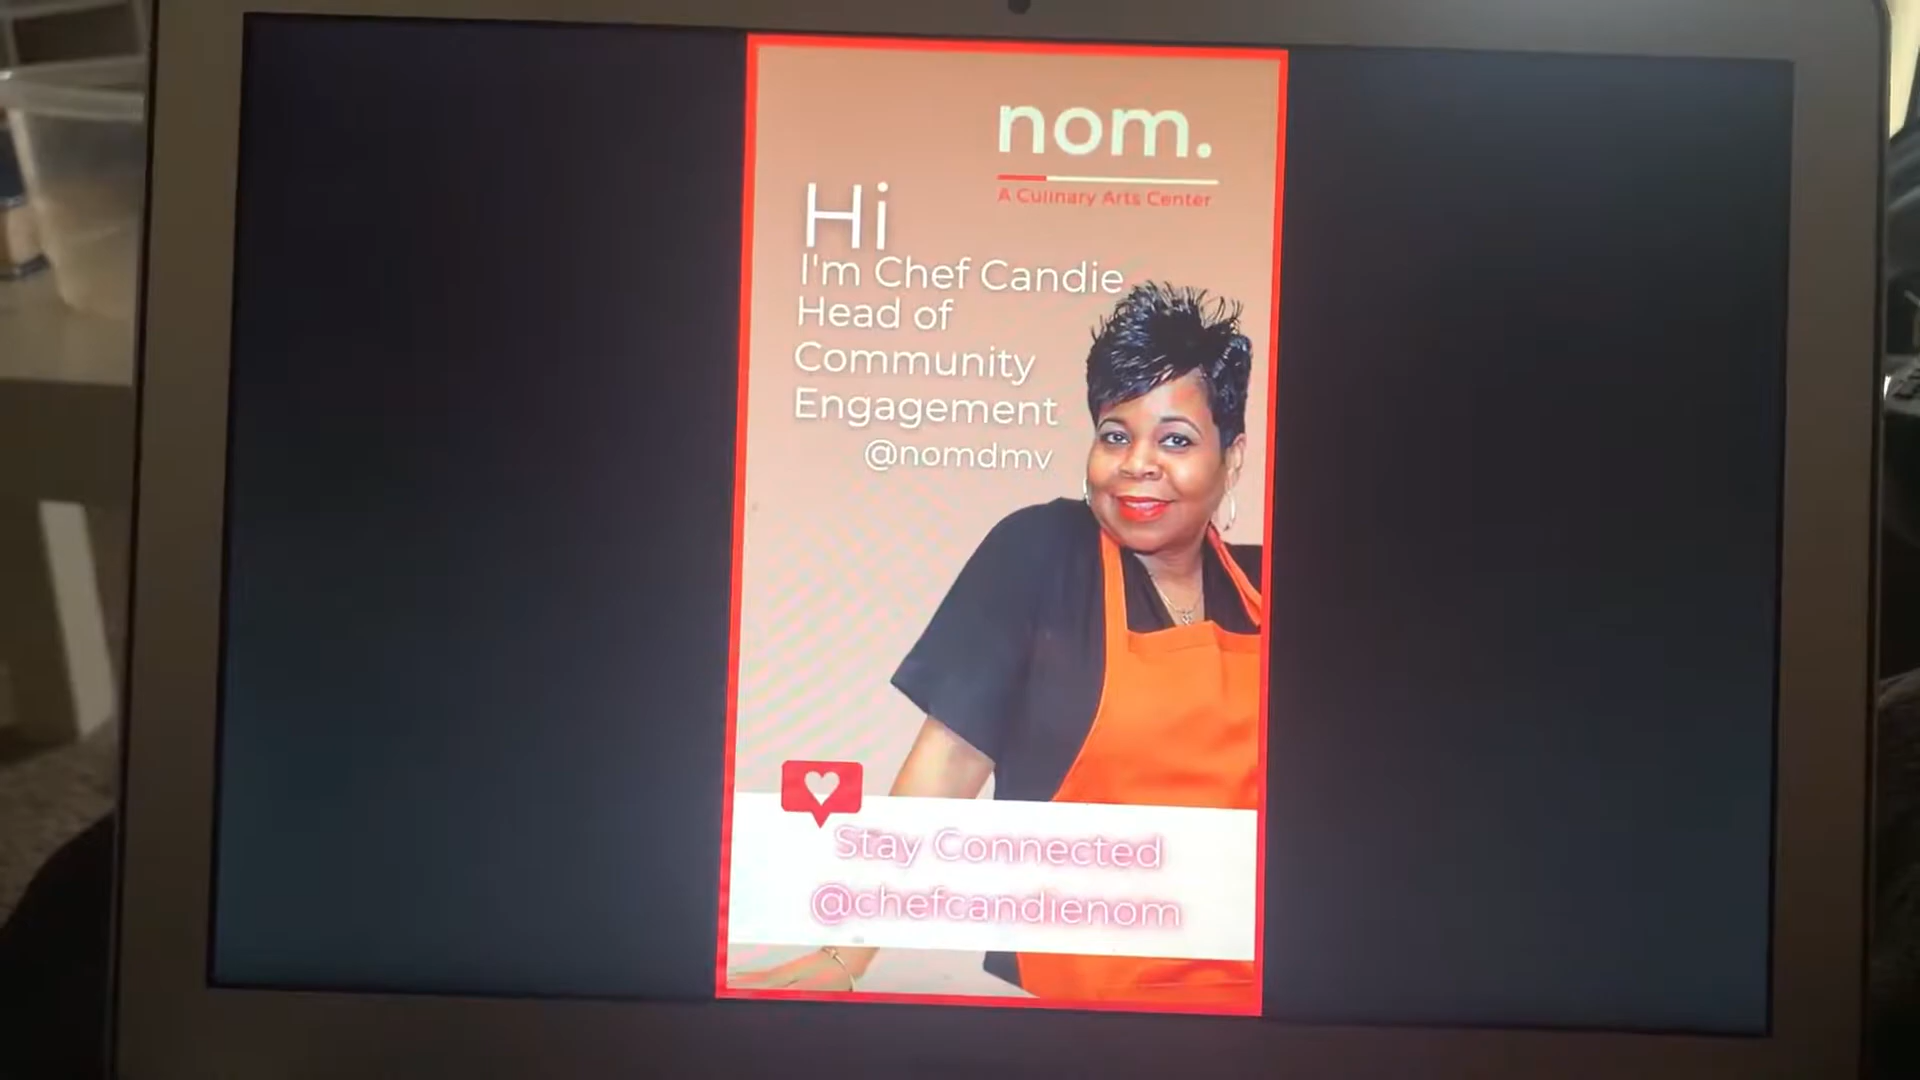 nom.
A Culinary Arts Center
Hi
I'm Chef Candie
Head of
Community
Engagement
@nomdmv
Stay Connected
@chefcandienom